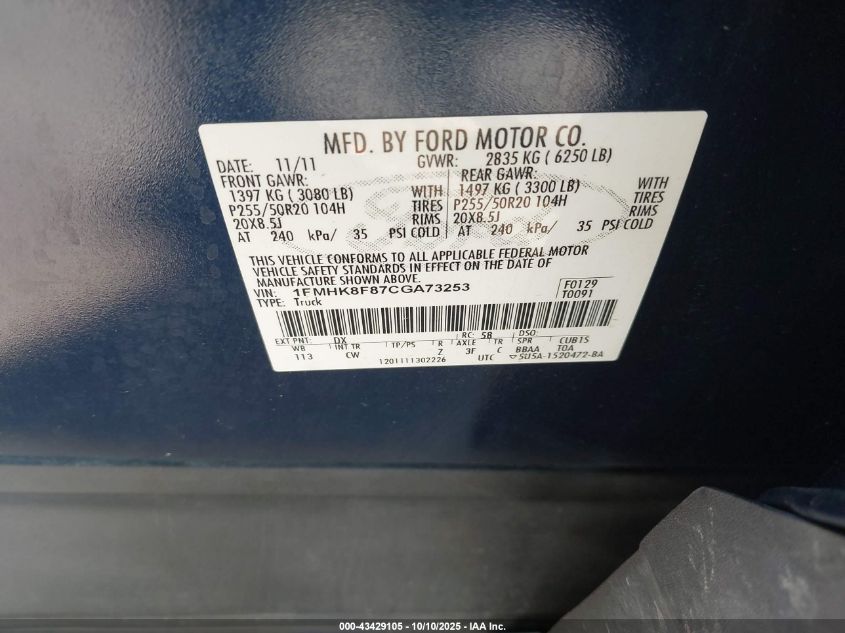 MFD. BY FORD MOTOR CO.
DATE: 11/11 GVWR: 2835 KG ( 6250 LB)
FRONT GAWR: REAR GAWR:
1397 KG ( 3080 LB) WITH 1497 KG ( 3300 LB) WITH
P255/50R20 104H TIRES P255/50R20 104H TIRES
20X8.5J RIMS 20X8.5J RIMS
AT 240 kPa/ 35 PSI COLD AT 240 kPa/ 35 PSI COLD
THIS VEHICLE CONFORMS TO ALL APPLICABLE FEDERAL MOTOR
VEHICLE SAFETY STANDARDS IN EFFECT ON THE DATE OF
MANUFACTURE SHOWN ABOVE.
VIN: 1FMHK8F87CGA73253 F0129
TYPE: Truck T0091
EXT PNT: DX RC: 58 DSO:
WB INT TR TP/PS R AXLE TR SPR CUB15
113 CW Z 3F C BBAA TOA
1201111302226 UTC 5U5A-1520472-BA
000-43429105 - 10/10/2025 - IAA Inc.